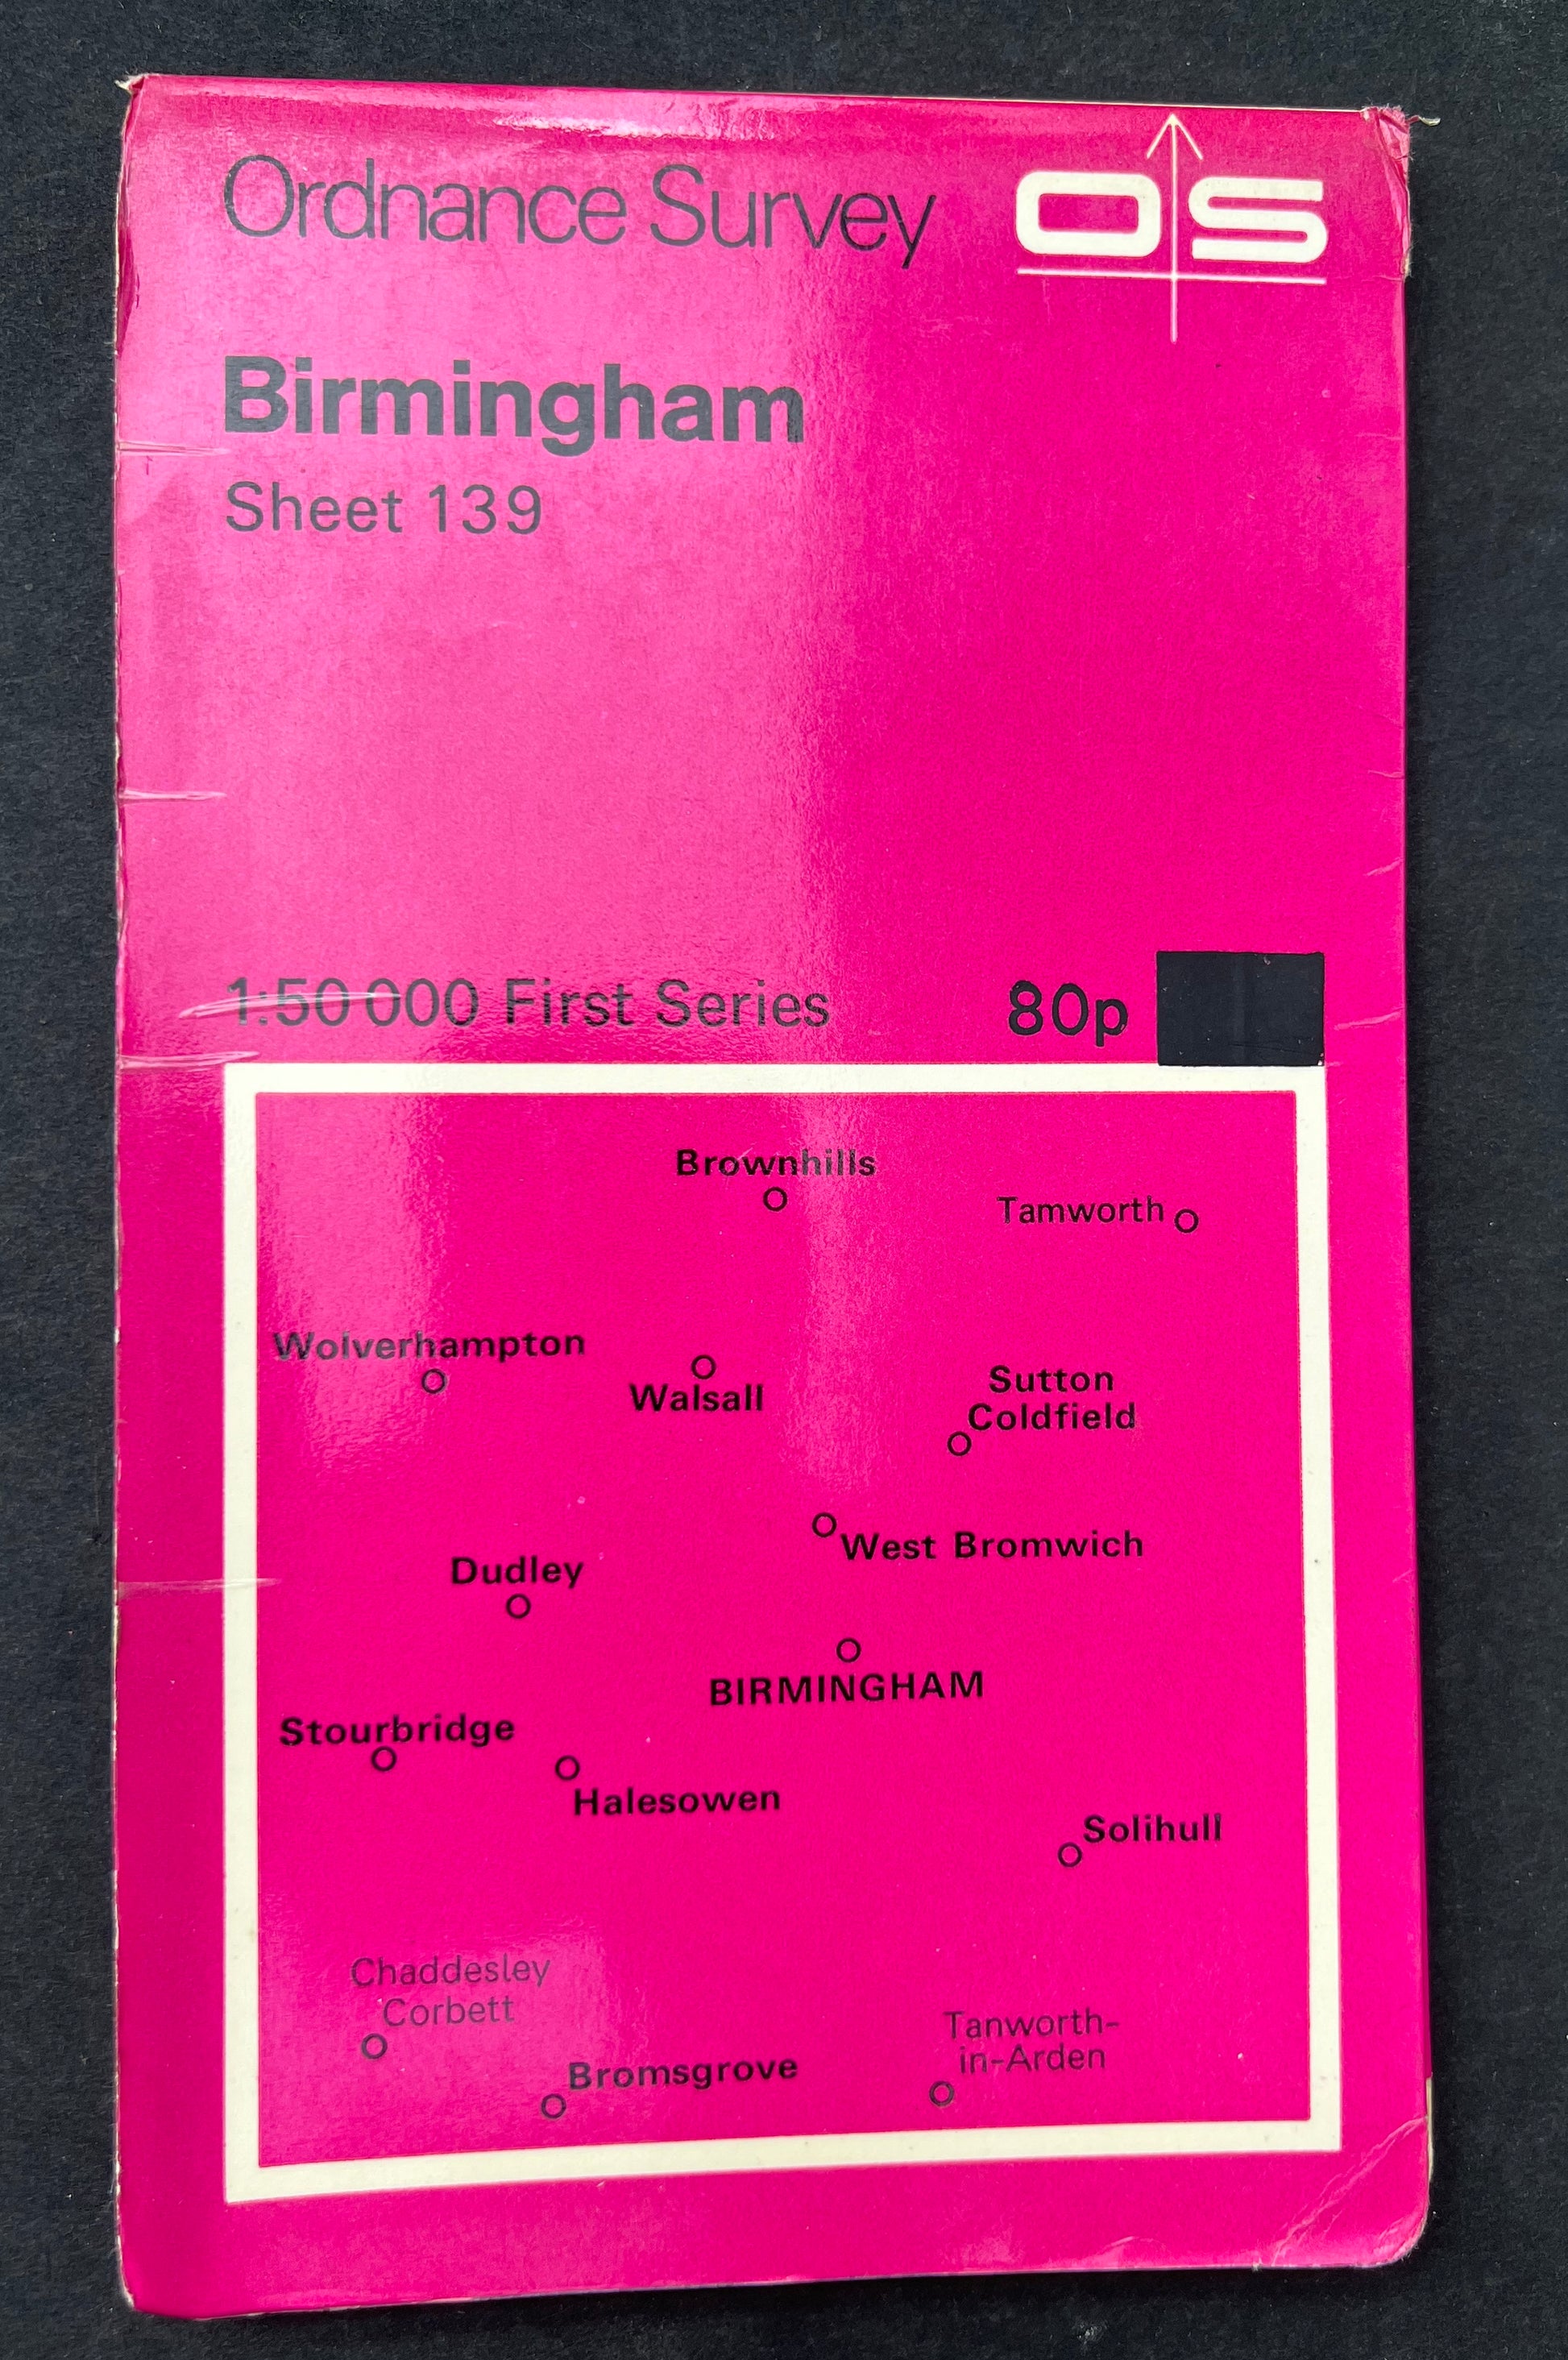 Ordnance Survey
OS
Birmingham
Sheet 139
1:50 000 First Series
80p
Brownhills
Tamworth
Wolverhampton
Walsall
Sutton
Coldfield
West Bromwich
Dudley
BIRMINGHAM
Stourbridge
Halesowen
Solihull
Chaddesley
Corbett
Bromsgrove
Tanworth-
in-Arden